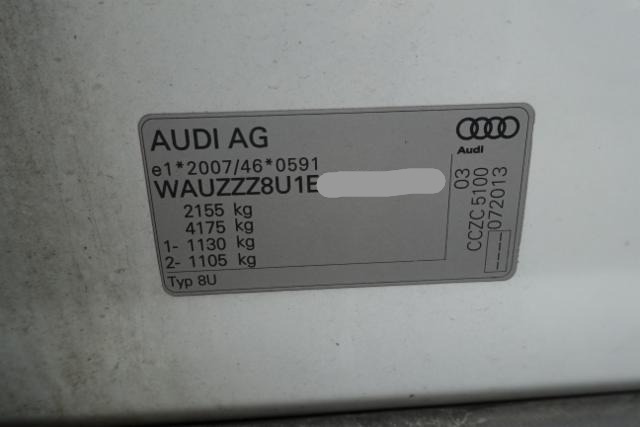 AUDI AG
Audi
e1*2007/46*0591
WAUZZZ8U1E
2155 kg
4175 kg
1- 1130 kg
2- 1105 kg
Typ 8U
03
CCZC 5100
----072013